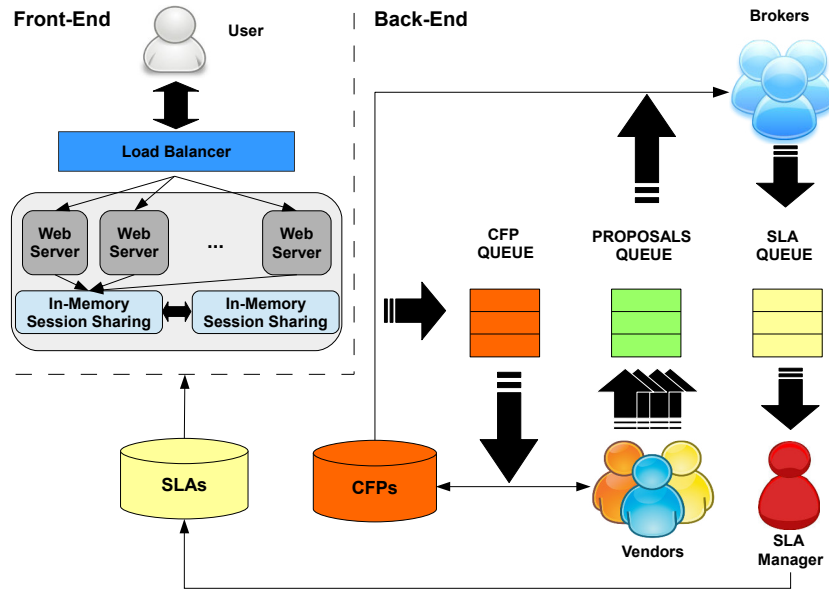 Front-End
User
Back-End
Brokers
Load Balancer
Web
Server
Web
Server
...
Web
Server
In-Memory
Session Sharing
In-Memory
Session Sharing
CFP
QUEUE
PROPOSALS
QUEUE
SLA
QUEUE
SLAs
CFPs
Vendors
SLA
Manager